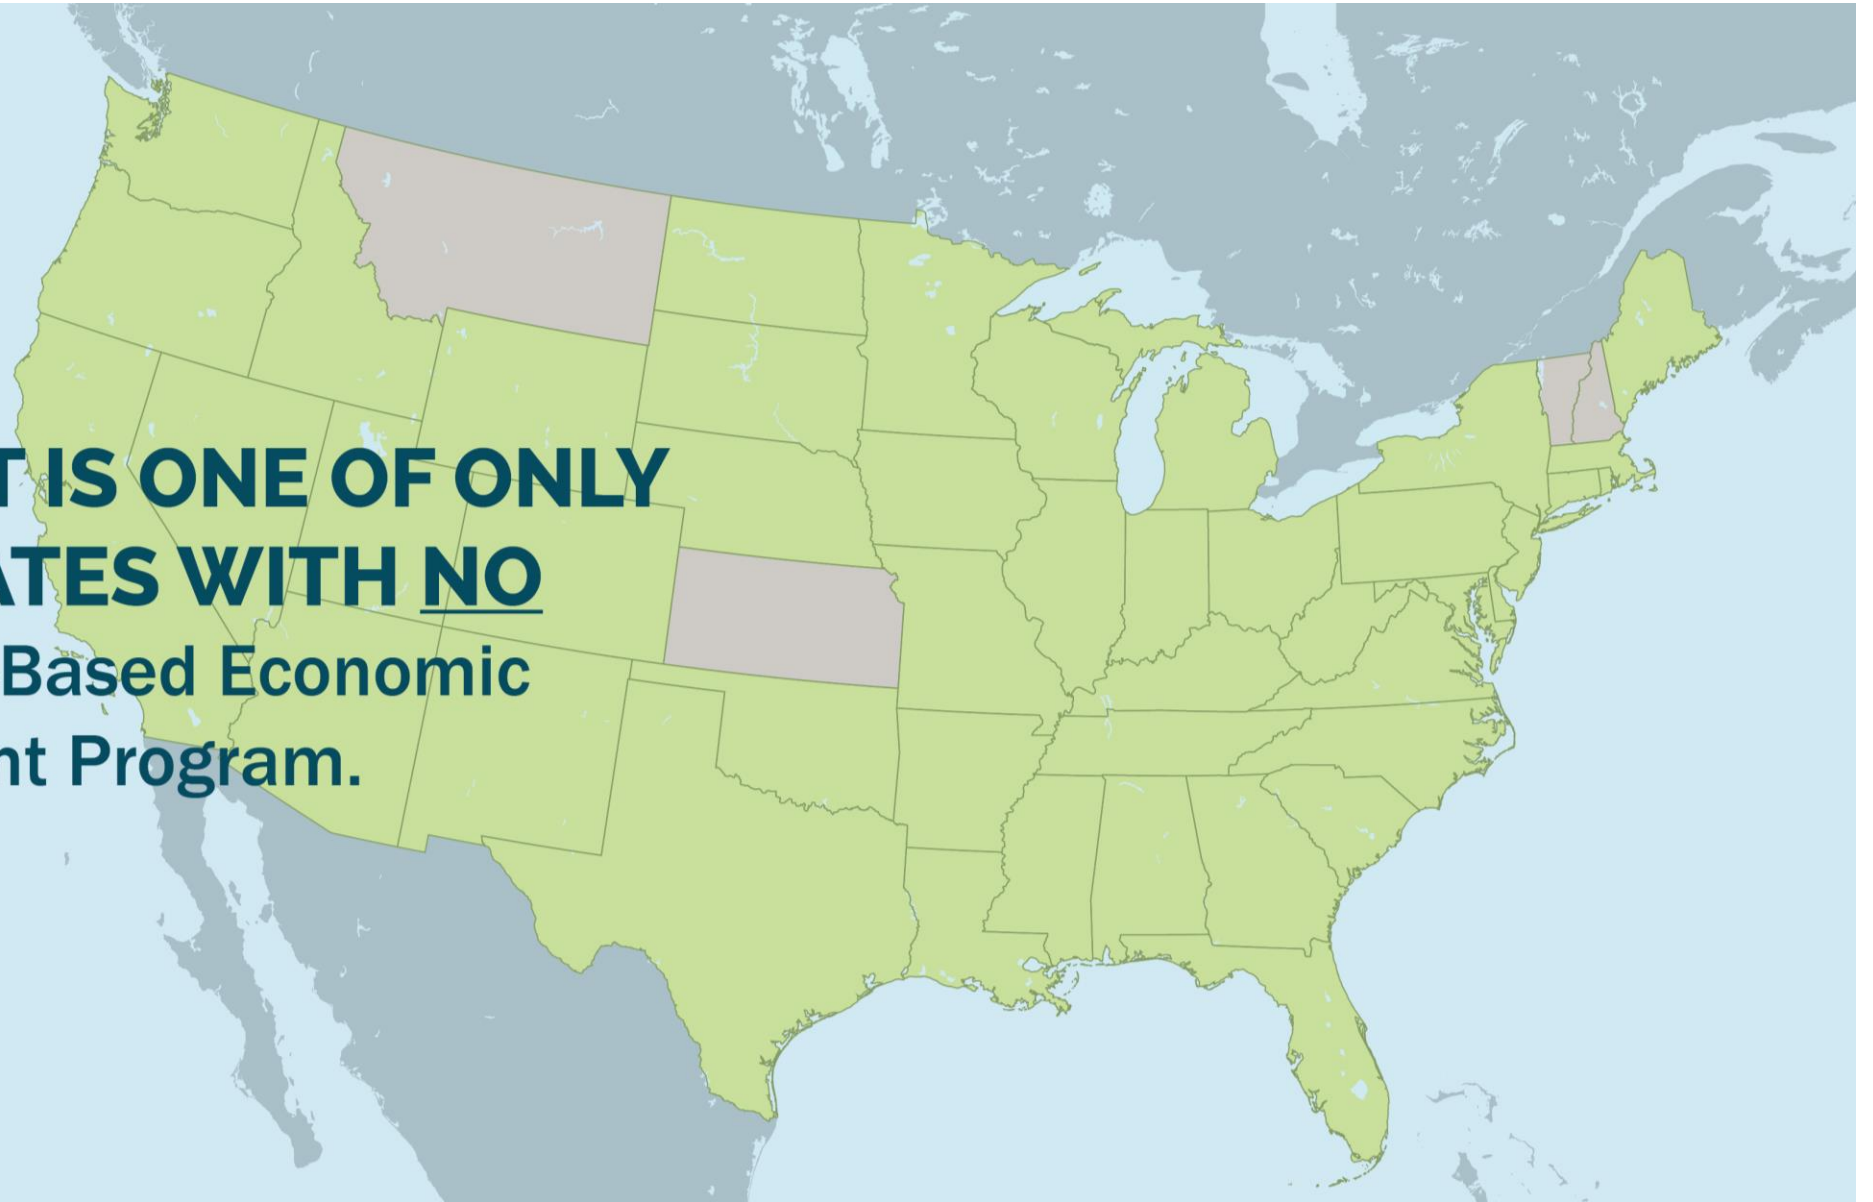 T IS ONE OF ONLY
ATES WITH NO
Based Economic
nt Program.